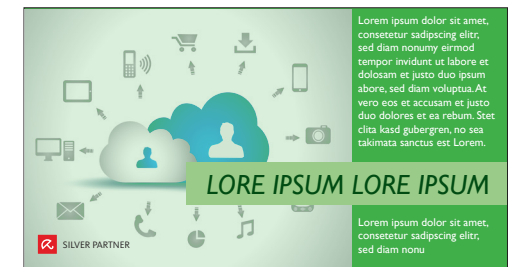 Lorem ipsum dolor sit amet,
consetetur sadipscing elitr,
sed diam nonumy eirmod
tempor invidunt ut labore et
dolosam et justo duo ipsum
abore, sed diam voluptua. At
vero eos et accusam et justo
duo dolores et ea rebum. Stet
clita kasd gubergren, no sea
takimata sanctus est Lorem.
LORE IPSUM LORE IPSUM
Lorem ipsum dolor sit amet,
consetetur sadipscing elitr,
sed diam nonu
SILVER PARTNER